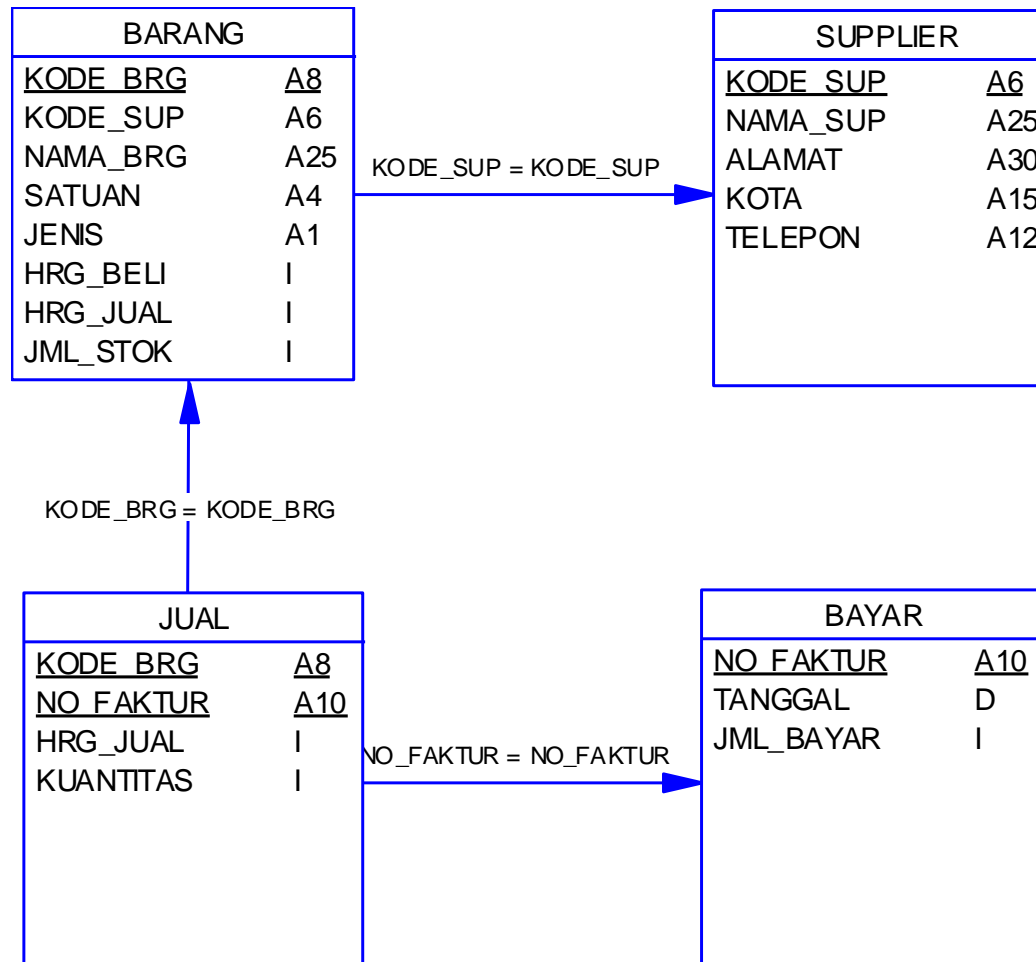 BARANG
KODE_BRG A8
KODE_SUP A6
NAMA_BRG A25
SATUAN A4
JENIS A1
HRG_BELI I
HRG_JUAL I
JML_STOK I
KODE_SUP = KODE_SUP
SUPPLIER
KODE_SUP A6
NAMA_SUP A25
ALAMAT A30
KOTA A15
TELEPON A12
KODE_BRG = KODE_BRG
JUAL
KODE_BRG A8
NO_FAKTUR A10
HRG_JUAL I
KUANTITAS I
NO_FAKTUR = NO_FAKTUR
BAYAR
NO_FAKTUR A10
TANGGAL D
JML_BAYAR I